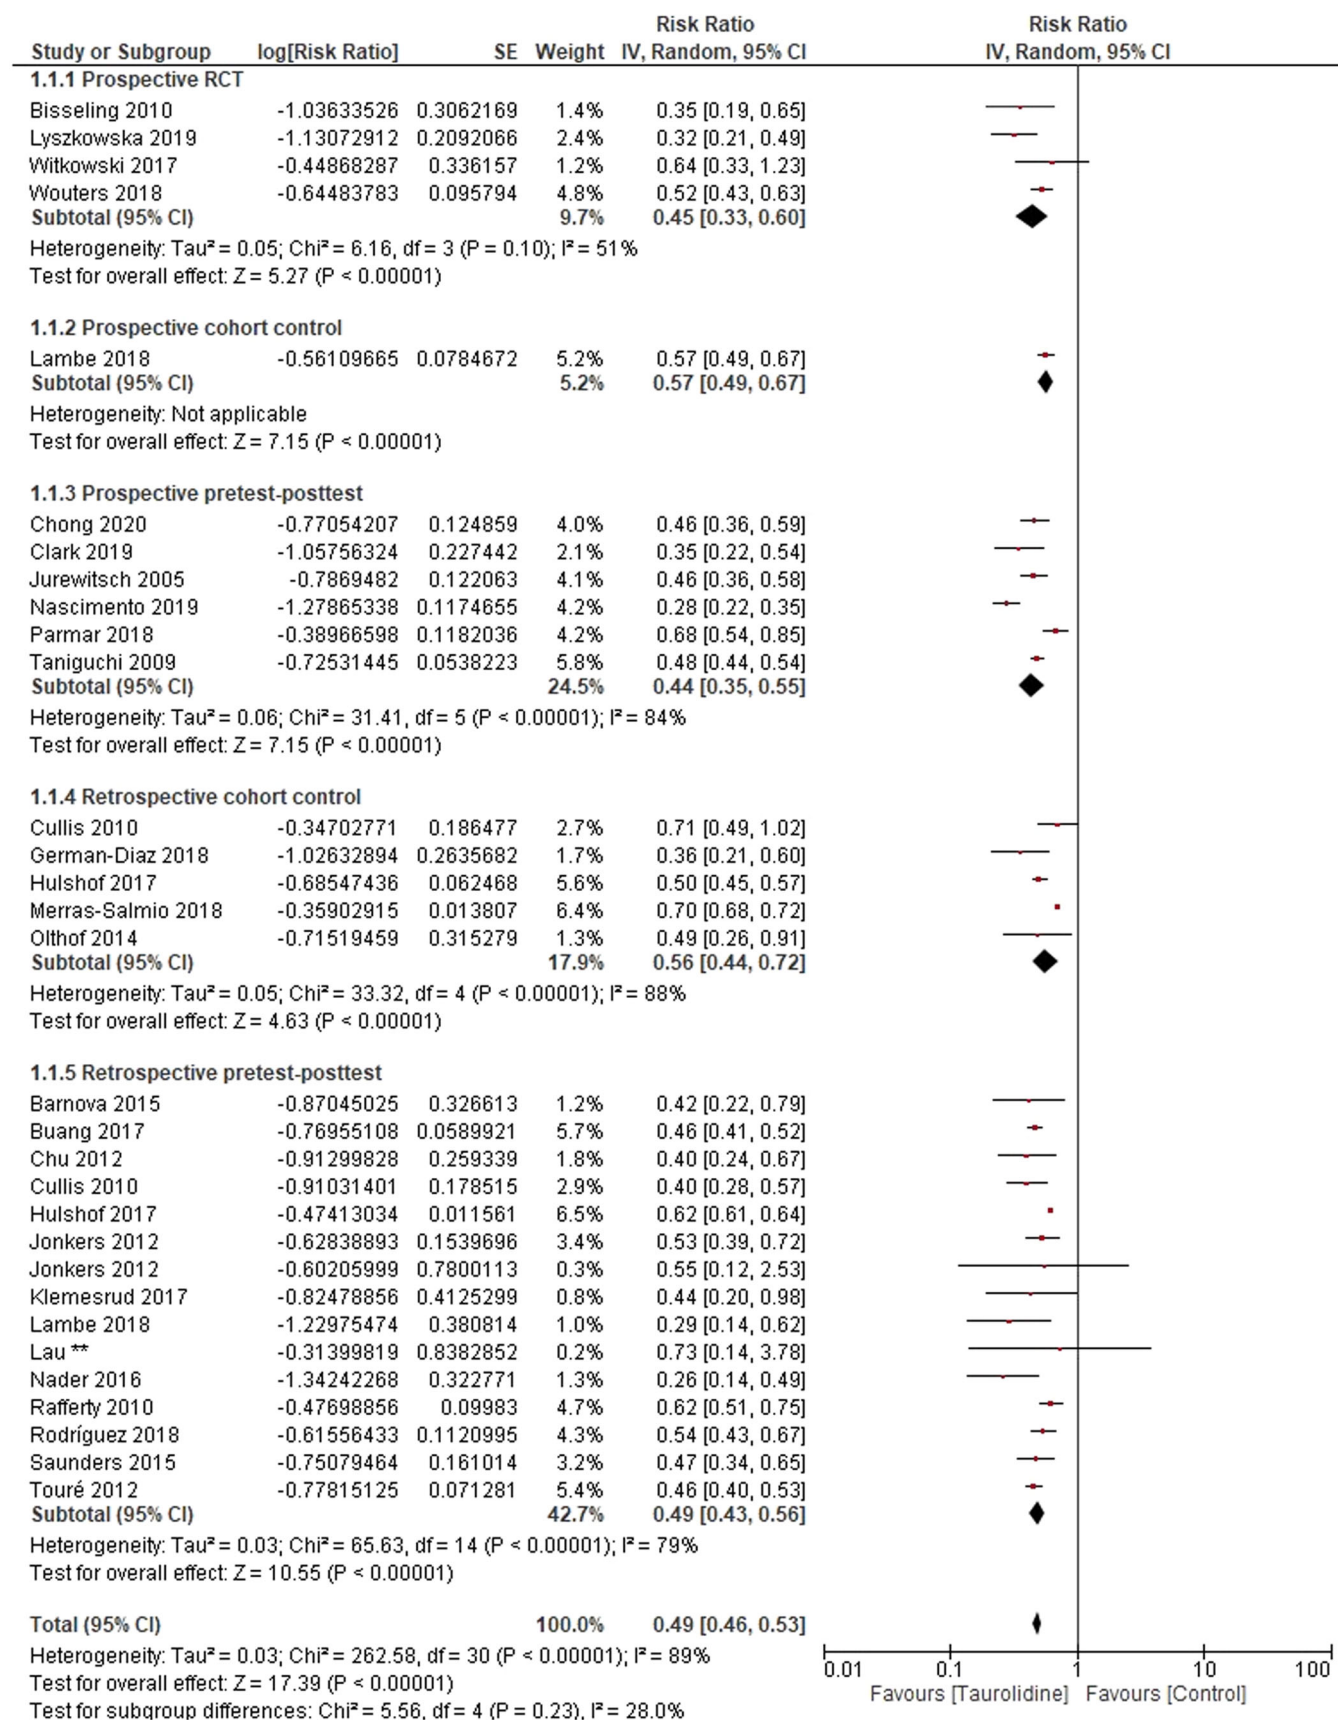 Risk Ratio Risk Ratio
Study or Subgroup log[Risk Ratio] SE Weight IV, Random, 95% CI IV, Random, 95% CI
1.1.1 Prospective RCT
Bisseling 2010 -1.03633526 0.3062169 1.4% 0.35 [0.19, 0.65]
Lyszkowska 2019 -1.13072912 0.2092066 2.4% 0.32 [0.21, 0.49]
Witkowski 2017 -0.44868287 0.336157 1.2% 0.64 [0.33, 1.23]
Wouters 2018 -0.64483783 0.095794 4.8% 0.52 [0.43, 0.63]
Subtotal (95% CI) 9.7% 0.45 [0.33, 0.60]
Heterogeneity: Tau² = 0.05; Chi² = 6.16, df = 3 (P = 0.10); I² = 51%
Test for overall effect: Z = 5.27 (P < 0.00001)
1.1.2 Prospective cohort control
Lambe 2018 -0.56109665 0.0784672 5.2% 0.57 [0.49, 0.67]
Subtotal (95% CI) 5.2% 0.57 [0.49, 0.67]
Heterogeneity: Not applicable
Test for overall effect: Z = 7.15 (P < 0.00001)
1.1.3 Prospective pretest-posttest
Chong 2020 -0.77054207 0.124859 4.0% 0.46 [0.36, 0.59]
Clark 2019 -1.05756324 0.227442 2.1% 0.35 [0.22, 0.54]
Jurewitsch 2005 -0.7869482 0.122063 4.1% 0.46 [0.36, 0.58]
Nascimento 2019 -1.27865338 0.1174655 4.2% 0.28 [0.22, 0.35]
Parmar 2018 -0.38966598 0.1182036 4.2% 0.68 [0.54, 0.85]
Taniguchi 2009 -0.72531445 0.0538223 5.8% 0.48 [0.44, 0.54]
Subtotal (95% CI) 24.5% 0.44 [0.35, 0.55]
Heterogeneity: Tau² = 0.06; Chi² = 31.41, df = 5 (P < 0.00001); I² = 84%
Test for overall effect: Z = 7.15 (P < 0.00001)
1.1.4 Retrospective cohort control
Cullis 2010 -0.34702771 0.186477 2.7% 0.71 [0.49, 1.02]
German-Diaz 2018 -1.02632894 0.2635682 1.7% 0.36 [0.21, 0.60]
Hulshof 2017 -0.68547436 0.062468 5.6% 0.50 [0.45, 0.57]
Merras-Salmio 2018 -0.35902915 0.013807 6.4% 0.70 [0.68, 0.72]
Olthof 2014 -0.71519459 0.315279 1.3% 0.49 [0.26, 0.91]
Subtotal (95% CI) 17.9% 0.56 [0.44, 0.72]
Heterogeneity: Tau² = 0.05; Chi² = 33.32, df = 4 (P < 0.00001); I² = 88%
Test for overall effect: Z = 4.63 (P < 0.00001)
1.1.5 Retrospective pretest-posttest
Barnova 2015 -0.87045025 0.326613 1.2% 0.42 [0.22, 0.79]
Buang 2017 -0.76955108 0.0589921 5.7% 0.46 [0.41, 0.52]
Chu 2012 -0.91299828 0.259339 1.8% 0.40 [0.24, 0.67]
Cullis 2010 -0.91031401 0.178515 2.9% 0.40 [0.28, 0.57]
Hulshof 2017 -0.47413034 0.011561 6.5% 0.62 [0.61, 0.64]
Jonkers 2012 -0.62838893 0.1539696 3.4% 0.53 [0.39, 0.72]
Jonkers 2012 -0.60205999 0.7800113 0.3% 0.55 [0.12, 2.53]
Klemesrud 2017 -0.82478856 0.4125299 0.8% 0.44 [0.20, 0.98]
Lambe 2018 -1.22975474 0.380814 1.0% 0.29 [0.14, 0.62]
Lau ** -0.31399819 0.8382852 0.2% 0.73 [0.14, 3.78]
Nader 2016 -1.34242268 0.322771 1.3% 0.26 [0.14, 0.49]
Rafferty 2010 -0.47698856 0.09983 4.7% 0.62 [0.51, 0.75]
Rodríguez 2018 -0.61556433 0.1120995 4.3% 0.54 [0.43, 0.67]
Saunders 2015 -0.75079464 0.161014 3.2% 0.47 [0.34, 0.65]
Touré 2012 -0.77815125 0.071281 5.4% 0.46 [0.40, 0.53]
Subtotal (95% CI) 42.7% 0.49 [0.43, 0.56]
Heterogeneity: Tau² = 0.03; Chi² = 65.63, df = 14 (P < 0.00001); I² = 79%
Test for overall effect: Z = 10.55 (P < 0.00001)
Total (95% CI) 100.0% 0.49 [0.46, 0.53]
Heterogeneity: Tau² = 0.03; Chi² = 262.58, df = 30 (P < 0.00001); I² = 89%
Test for overall effect: Z = 17.39 (P < 0.00001)
Test for subgroup differences: Chi² = 5.56, df = 4 (P = 0.23), I² = 28.0%
0.01 0.1 1 10 100
Favours [Taurolidine] Favours [Control]